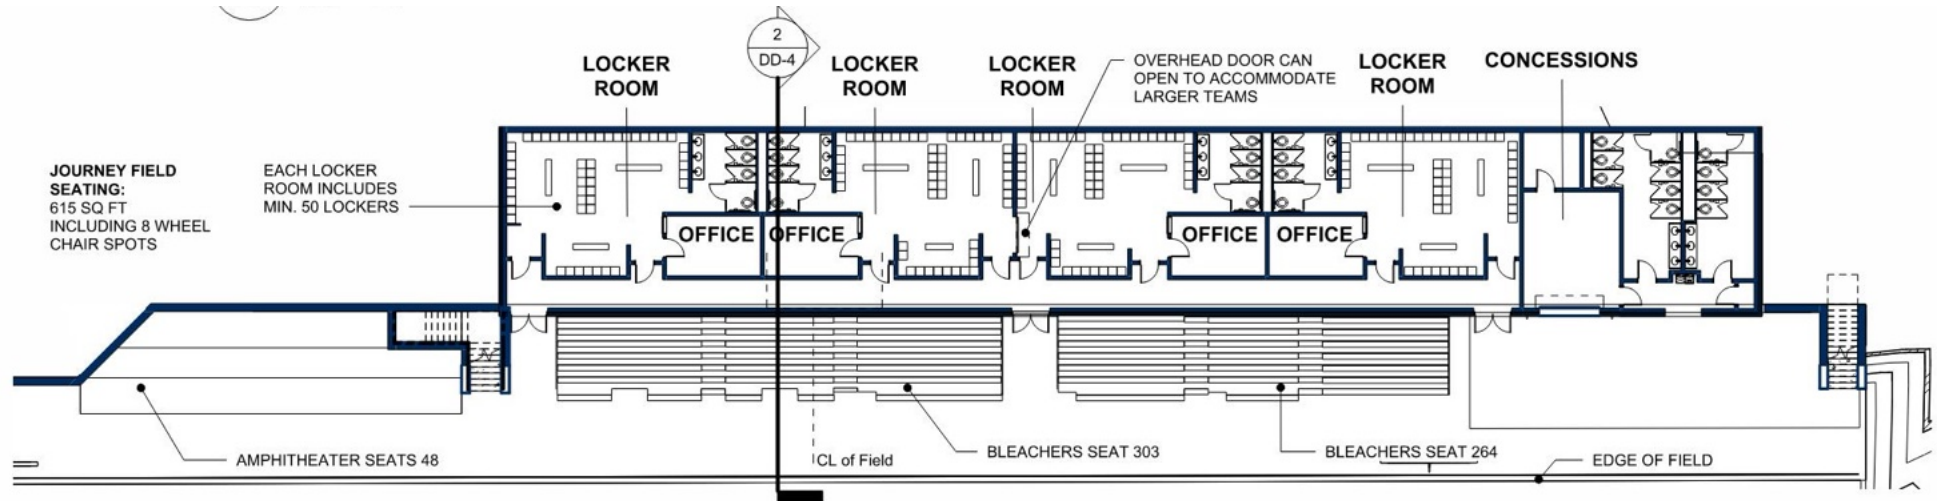 2
DD-4
LOCKER
ROOM
LOCKER
ROOM
LOCKER
ROOM
OVERHEAD DOOR CAN
OPEN TO ACCOMMODATE
LARGER TEAMS
LOCKER
ROOM
CONCESSIONS
JOURNEY FIELD
SEATING:
615 SQ FT
INCLUDING 8 WHEEL
CHAIR SPOTS
EACH LOCKER
ROOM INCLUDES
MIN. 50 LOCKERS
OFFICE
OFFICE
OFFICE
OFFICE
AMPHITHEATER SEATS 48
CL of Field
BLEACHERS SEAT 303
BLEACHERS SEAT 264
EDGE OF FIELD